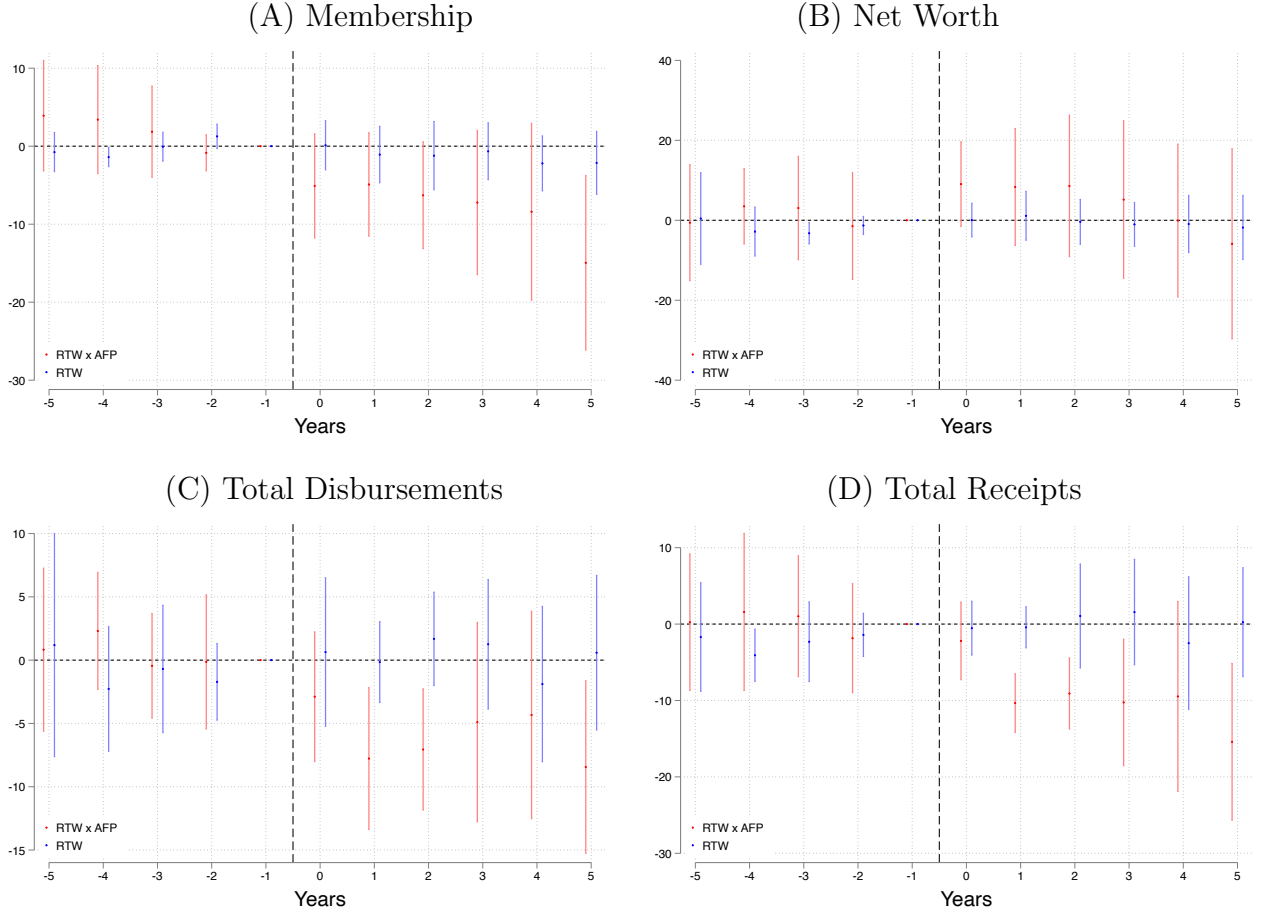 (A) Membership
10
0
-10
-20
-30
RTW x AFP
RTW
-5 -4 -3 -2 -1 0 1 2 3 4 5
Years
(B) Net Worth
40
20
0
-20
-40
RTW x AFP
RTW
-5 -4 -3 -2 -1 0 1 2 3 4 5
Years
(C) Total Disbursements
10
5
0
-5
-10
-15
RTW x AFP
RTW
-5 -4 -3 -2 -1 0 1 2 3 4 5
Years
(D) Total Receipts
10
0
-10
-20
-30
RTW x AFP
RTW
-5 -4 -3 -2 -1 0 1 2 3 4 5
Years